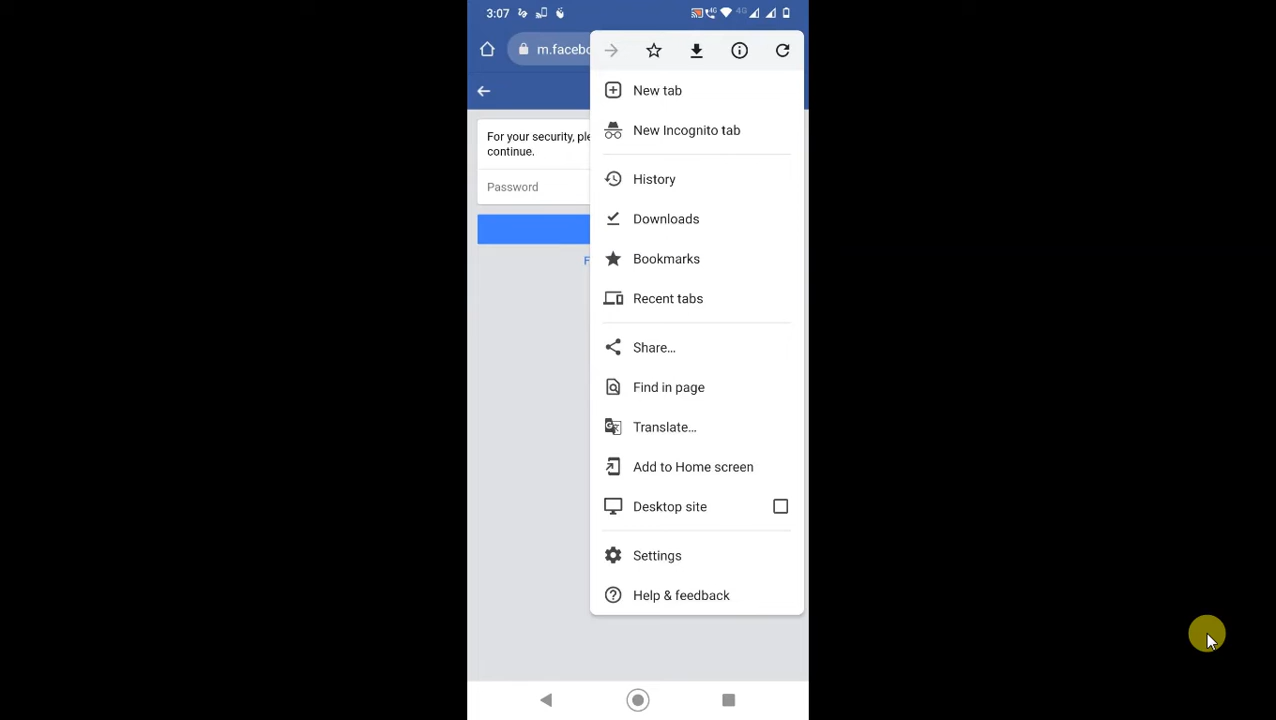 3:07
4G
m.facebo
New tab
New Incognito tab
For your security, ple
continue.
Password
History
Downloads
Bookmarks
F
Recent tabs
Share...
Find in page
Translate...
Add to Home screen
Desktop site
Settings
Help & feedback